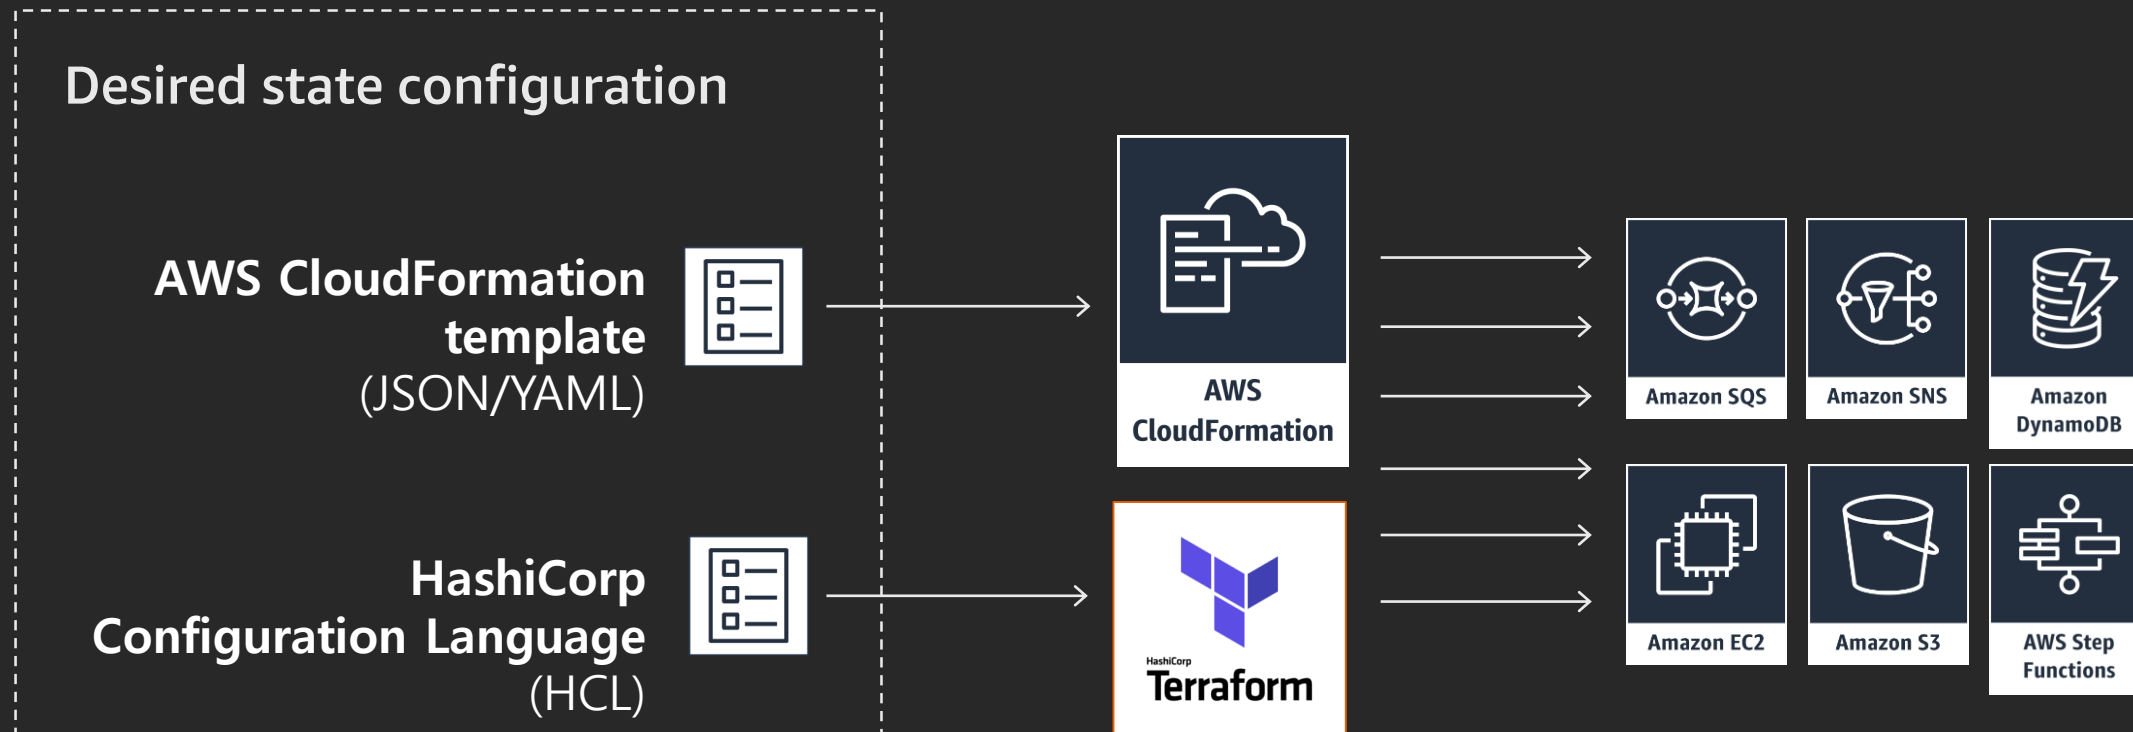 Desired state configuration
AWS CloudFormation
template
(JSON/YAML)
HashiCorp
Configuration Language
(HCL)
AWS
CloudFormation
HashiCorp
Terraform
Amazon SQS
Amazon SNS
Amazon
DynamoDB
Amazon EC2
Amazon S3
AWS Step
Functions